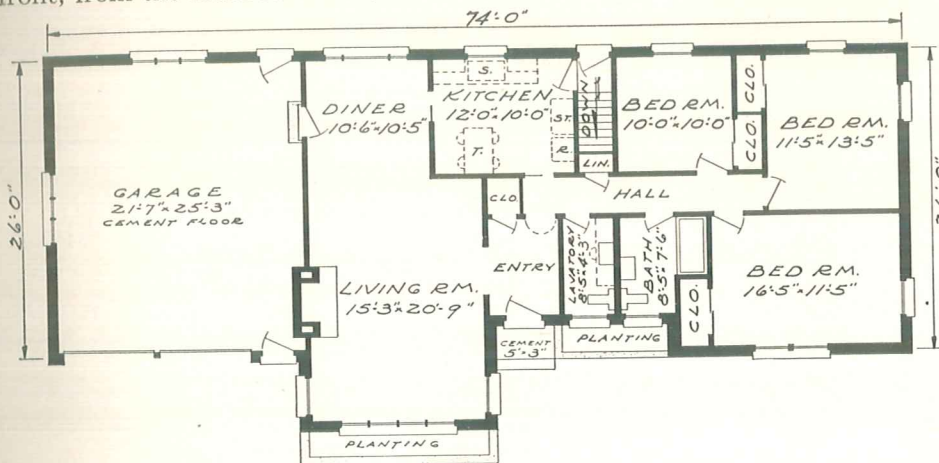 front, from the
74'-0"
26'-0"
GARAGE
21'-7"x25'-3"
CEMENT FLOOR
DINER
10'-6"x10'-5"
S.
KITCHEN
12'-0"x10'-0"
T.
ST.
R.
DOWN
LIN.
BED RM.
10'-0"x10'-0"
CLO.
CLO.
BED RM.
11'-5"x13'-5"
HALL
CLO.
ENTRY
LIVING RM.
15'-3"x20'-9"
LAVATORY
8'-5"x4'-3"
BATH
8'-5"x7'-6"
CLO.
BED RM.
16'-5"x11'-5"
CEMENT
5'-3"
PLANTING
PLANTING